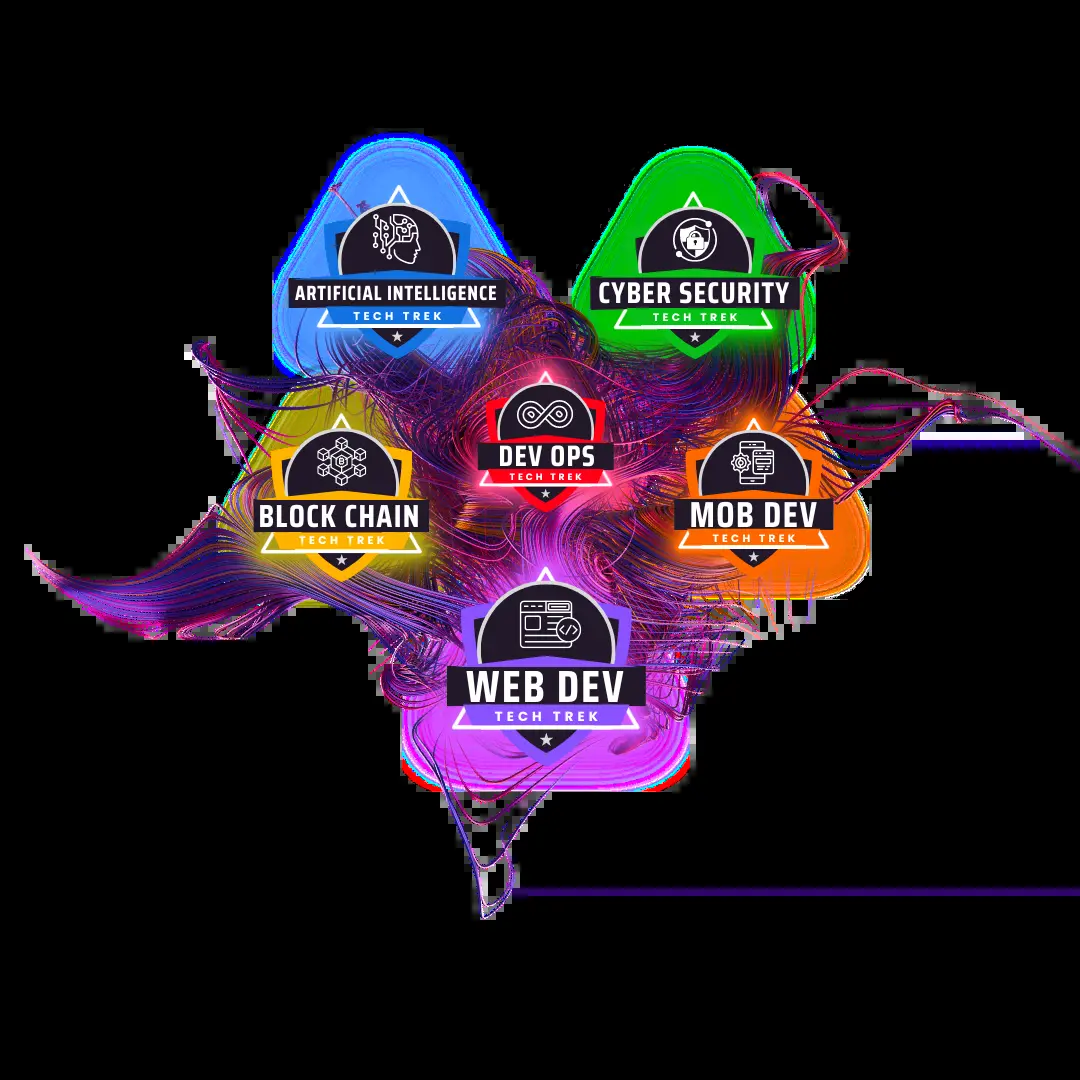 ARTIFICIAL INTELLIGENCE
TECH TREK
CYBER SECURITY
TECH TREK
DEV OPS
TECH TREK
BLOCK CHAIN
TECH TREK
MOB DEV
TECH TREK
WEB DEV
TECH TREK